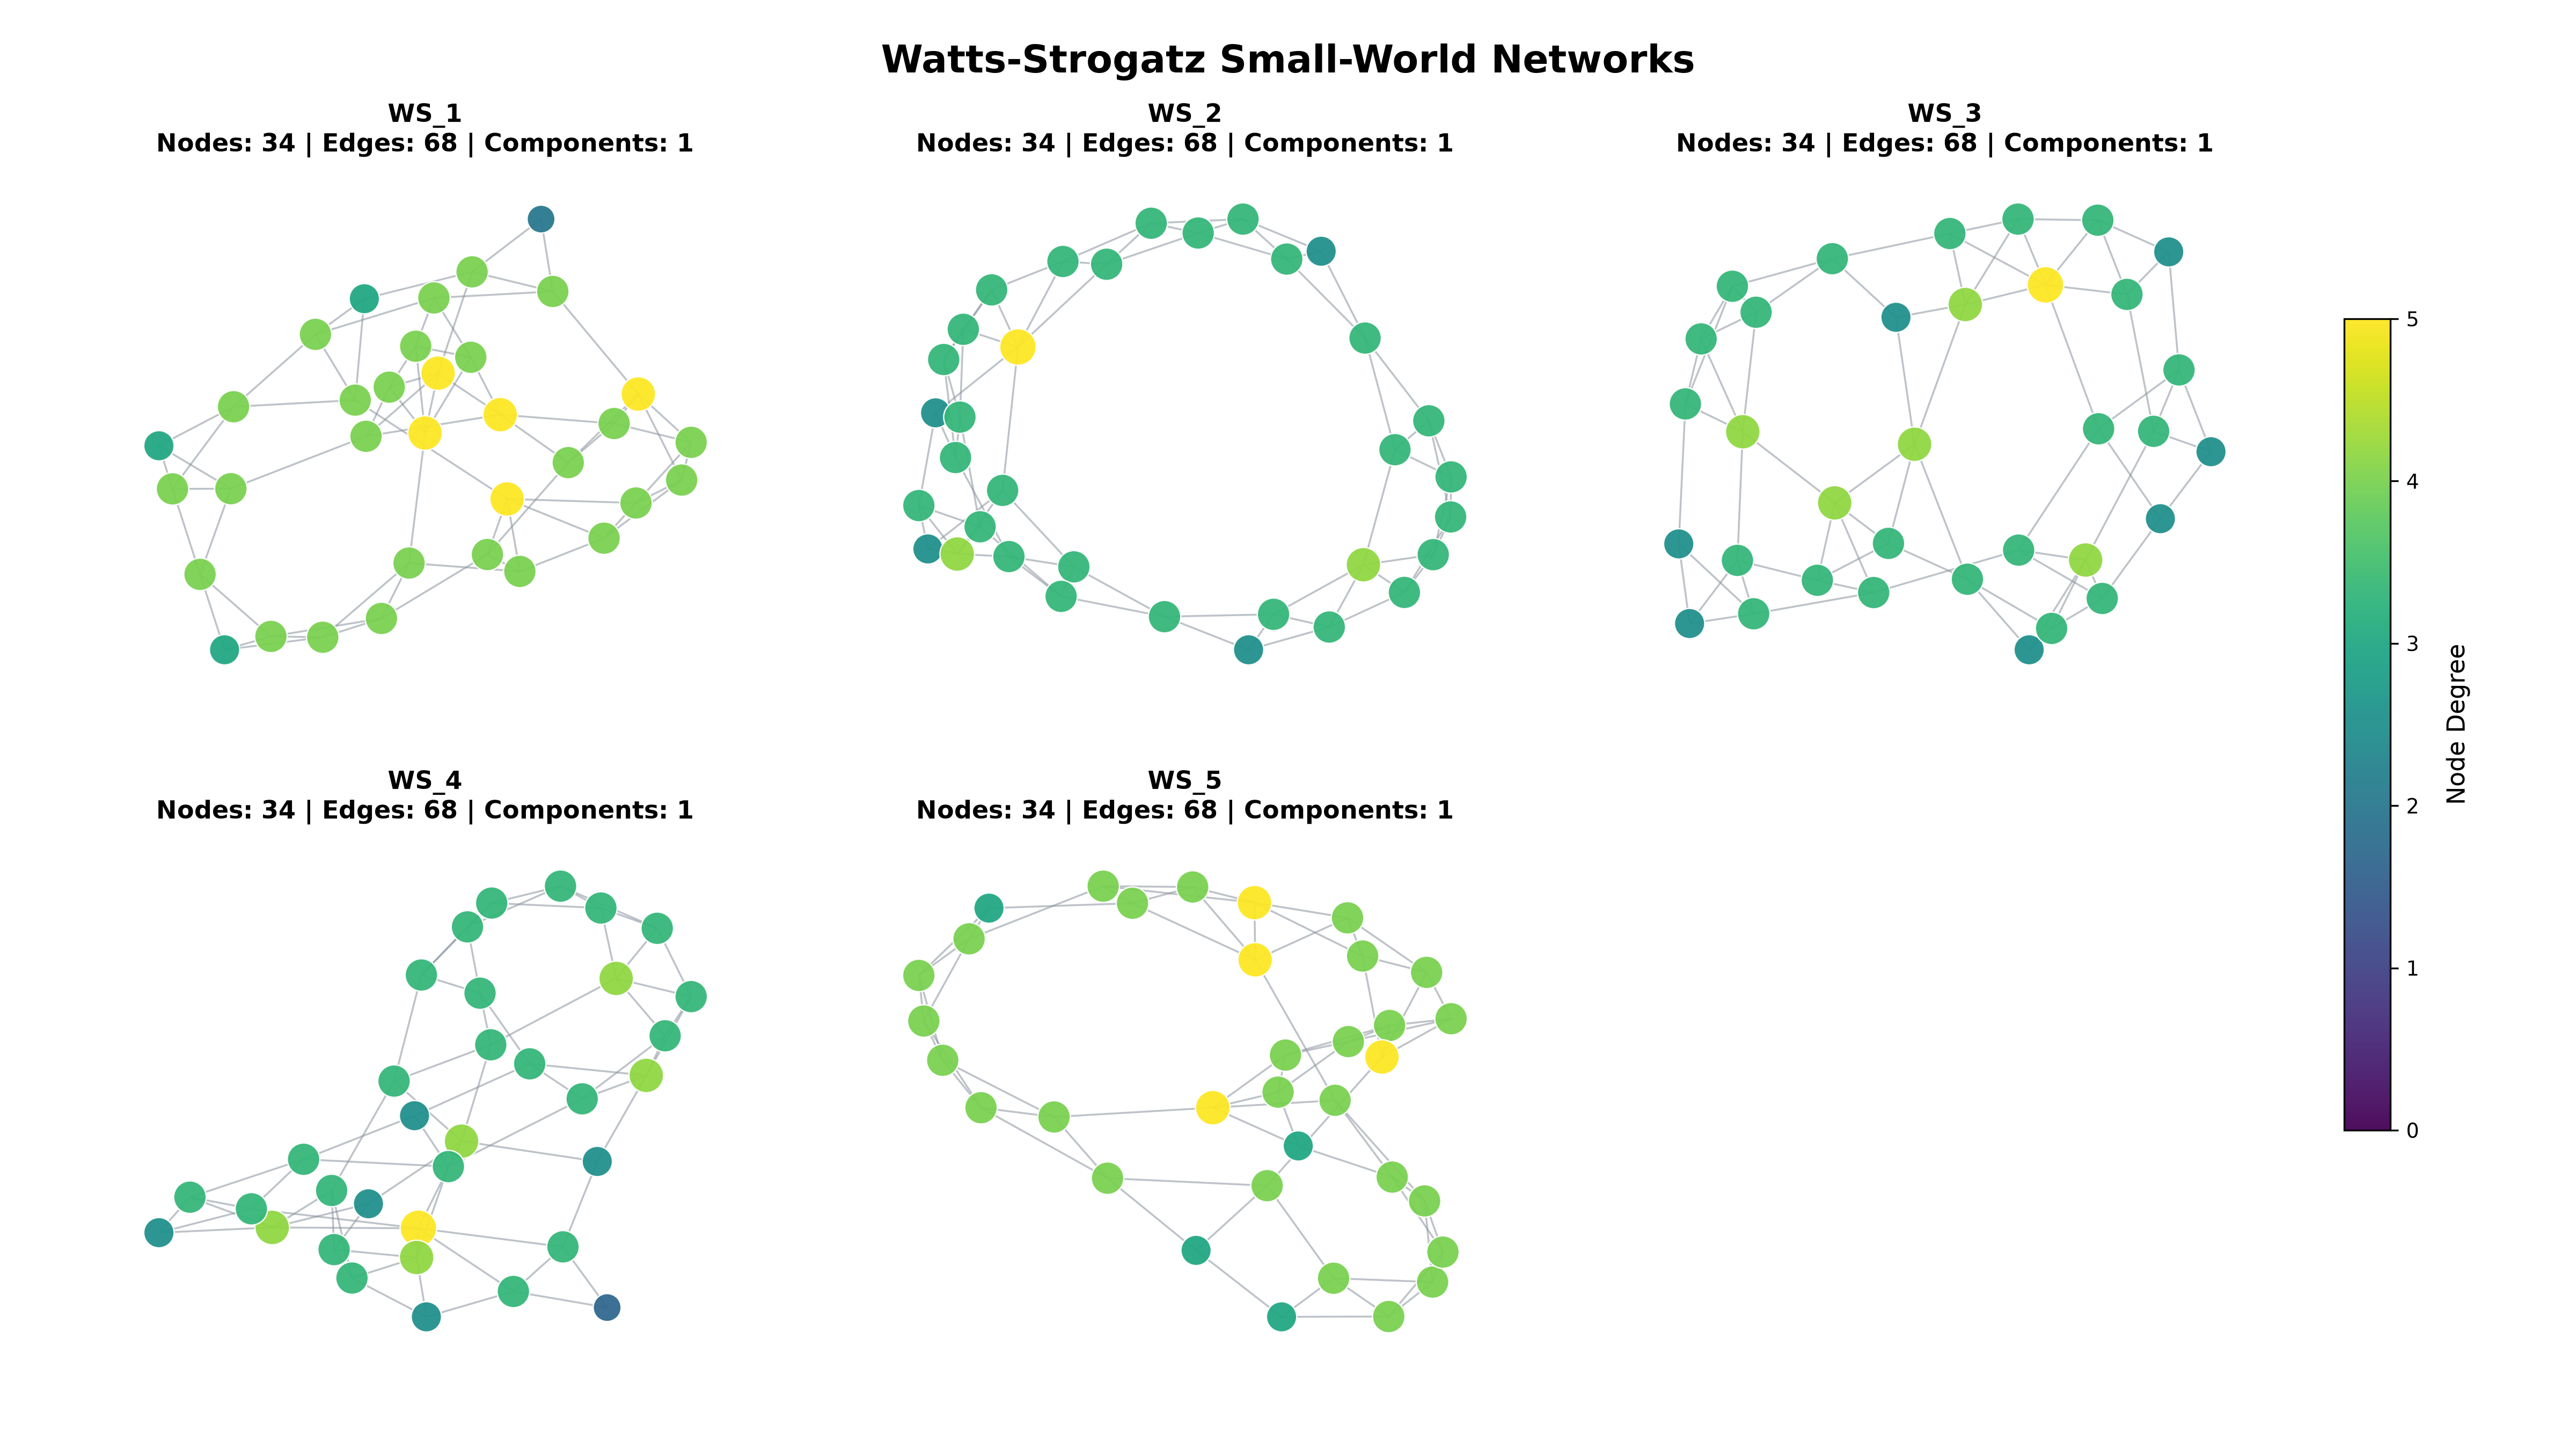 Watts-Strogatz Small-World Networks
WS_1
Nodes: 34 | Edges: 68 | Components: 1
WS_2
Nodes: 34 | Edges: 68 | Components: 1
WS_3
Nodes: 34 | Edges: 68 | Components: 1
WS_4
Nodes: 34 | Edges: 68 | Components: 1
WS_5
Nodes: 34 | Edges: 68 | Components: 1
5
4
3
2
1
0
Node Degree